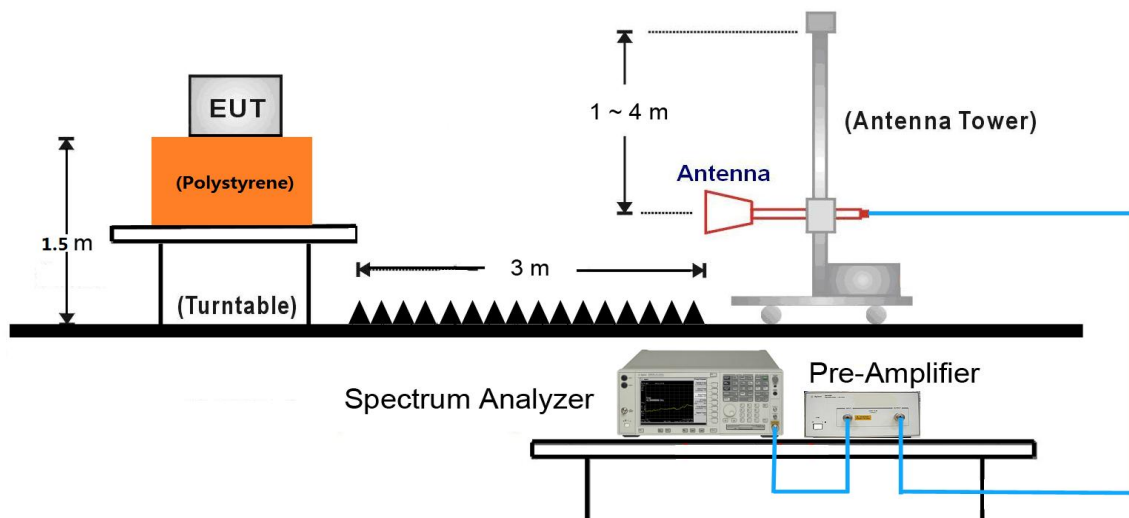 EUT
(Polystyrene)
1.5 m
(Turntable)
3 m
1 ~ 4 m
(Antenna Tower)
Antenna
Spectrum Analyzer
Pre-Amplifier